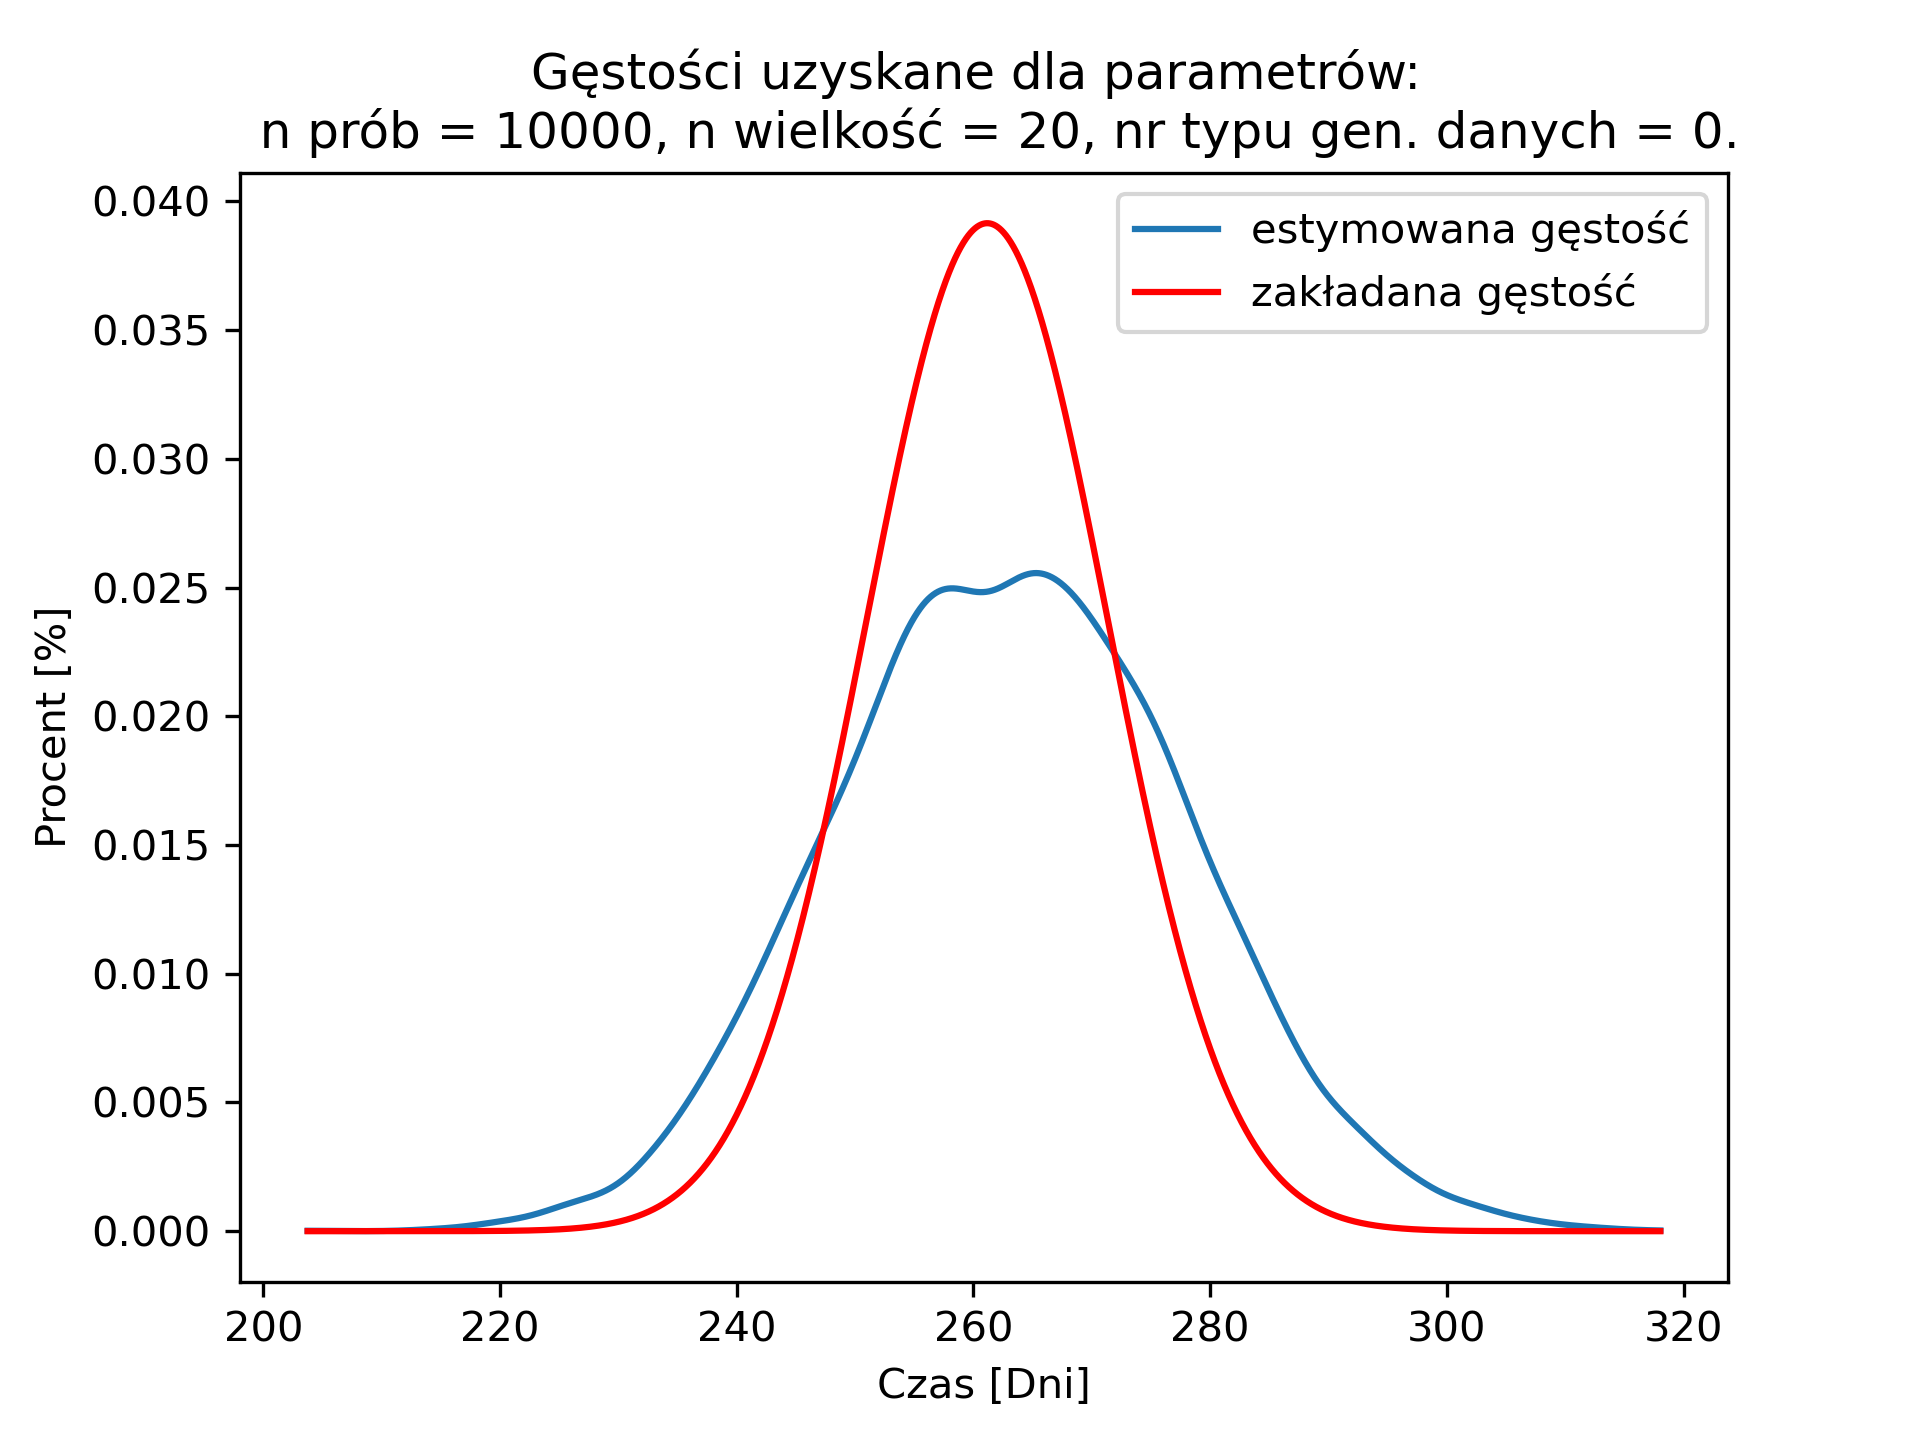 Gęstości uzyskane dla parametrów:
n prób = 10000, n wielkość = 20, nr typu gen. danych = 0.
estymowana gęstość
zakładana gęstość
0.040
0.035
0.030
0.025
0.020
0.015
0.010
0.005
0.000
Procent [%]
200 220 240 260 280 300 320
Czas [Dni]